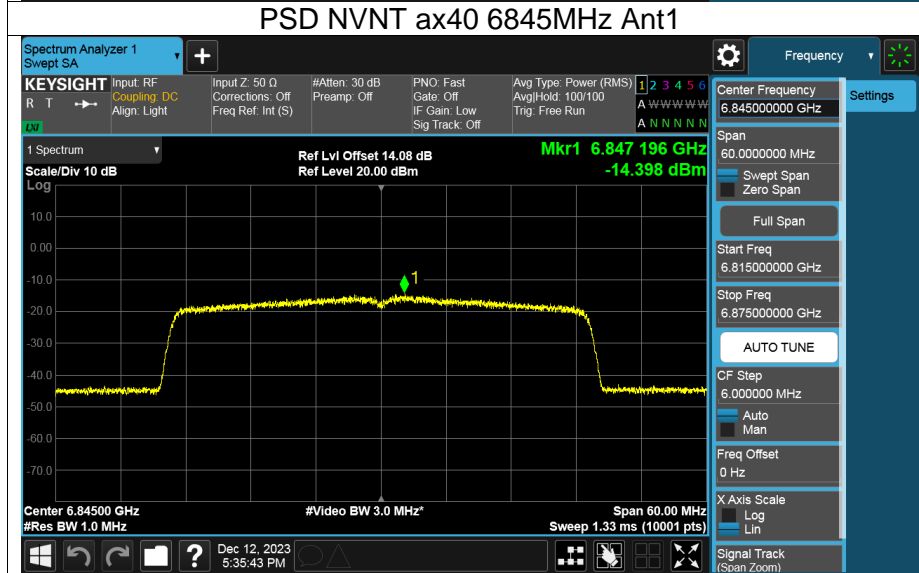 PSD NVNT ax40 6845MHz Ant1
Spectrum Analyzer 1
Swept SA
+
Frequency
KEYSIGHT
R T
LXI
Input: RF
Coupling: DC
Align: Light
Input Z: 50 Ω
Corrections: Off
Freq Ref: Int (S)
#Atten: 30 dB
Preamp: Off
PNO: Fast
Gate: Off
IF Gain: Low
Sig Track: Off
Avg Type: Power (RMS)
Avg|Hold: 100/100
Trig: Free Run
1 2 3 4 5 6
A W W W W W
A N N N N N
Center Frequency
6.845000000 GHz
Settings
Span
60.0000000 MHz
Swept Span
Zero Span
Full Span
Start Freq
6.815000000 GHz
Stop Freq
6.875000000 GHz
AUTO TUNE
CF Step
6.000000 MHz
Auto
Man
Freq Offset
0 Hz
X Axis Scale
Log
Lin
Signal Track
(Span Zoom)
1 Spectrum
Scale/Div 10 dB
Ref Lvl Offset 14.08 dB
Ref Level 20.00 dBm
Mkr1 6.847 196 GHz
-14.398 dBm
Log
10.0
0.00
-10.0
1
-20.0
-30.0
-40.0
-50.0
-60.0
-70.0
Center 6.84500 GHz
#Video BW 3.0 MHz*
Span 60.00 MHz
#Res BW 1.0 MHz
Sweep 1.33 ms (10001 pts)
?
Dec 12, 2023
5:35:43 PM